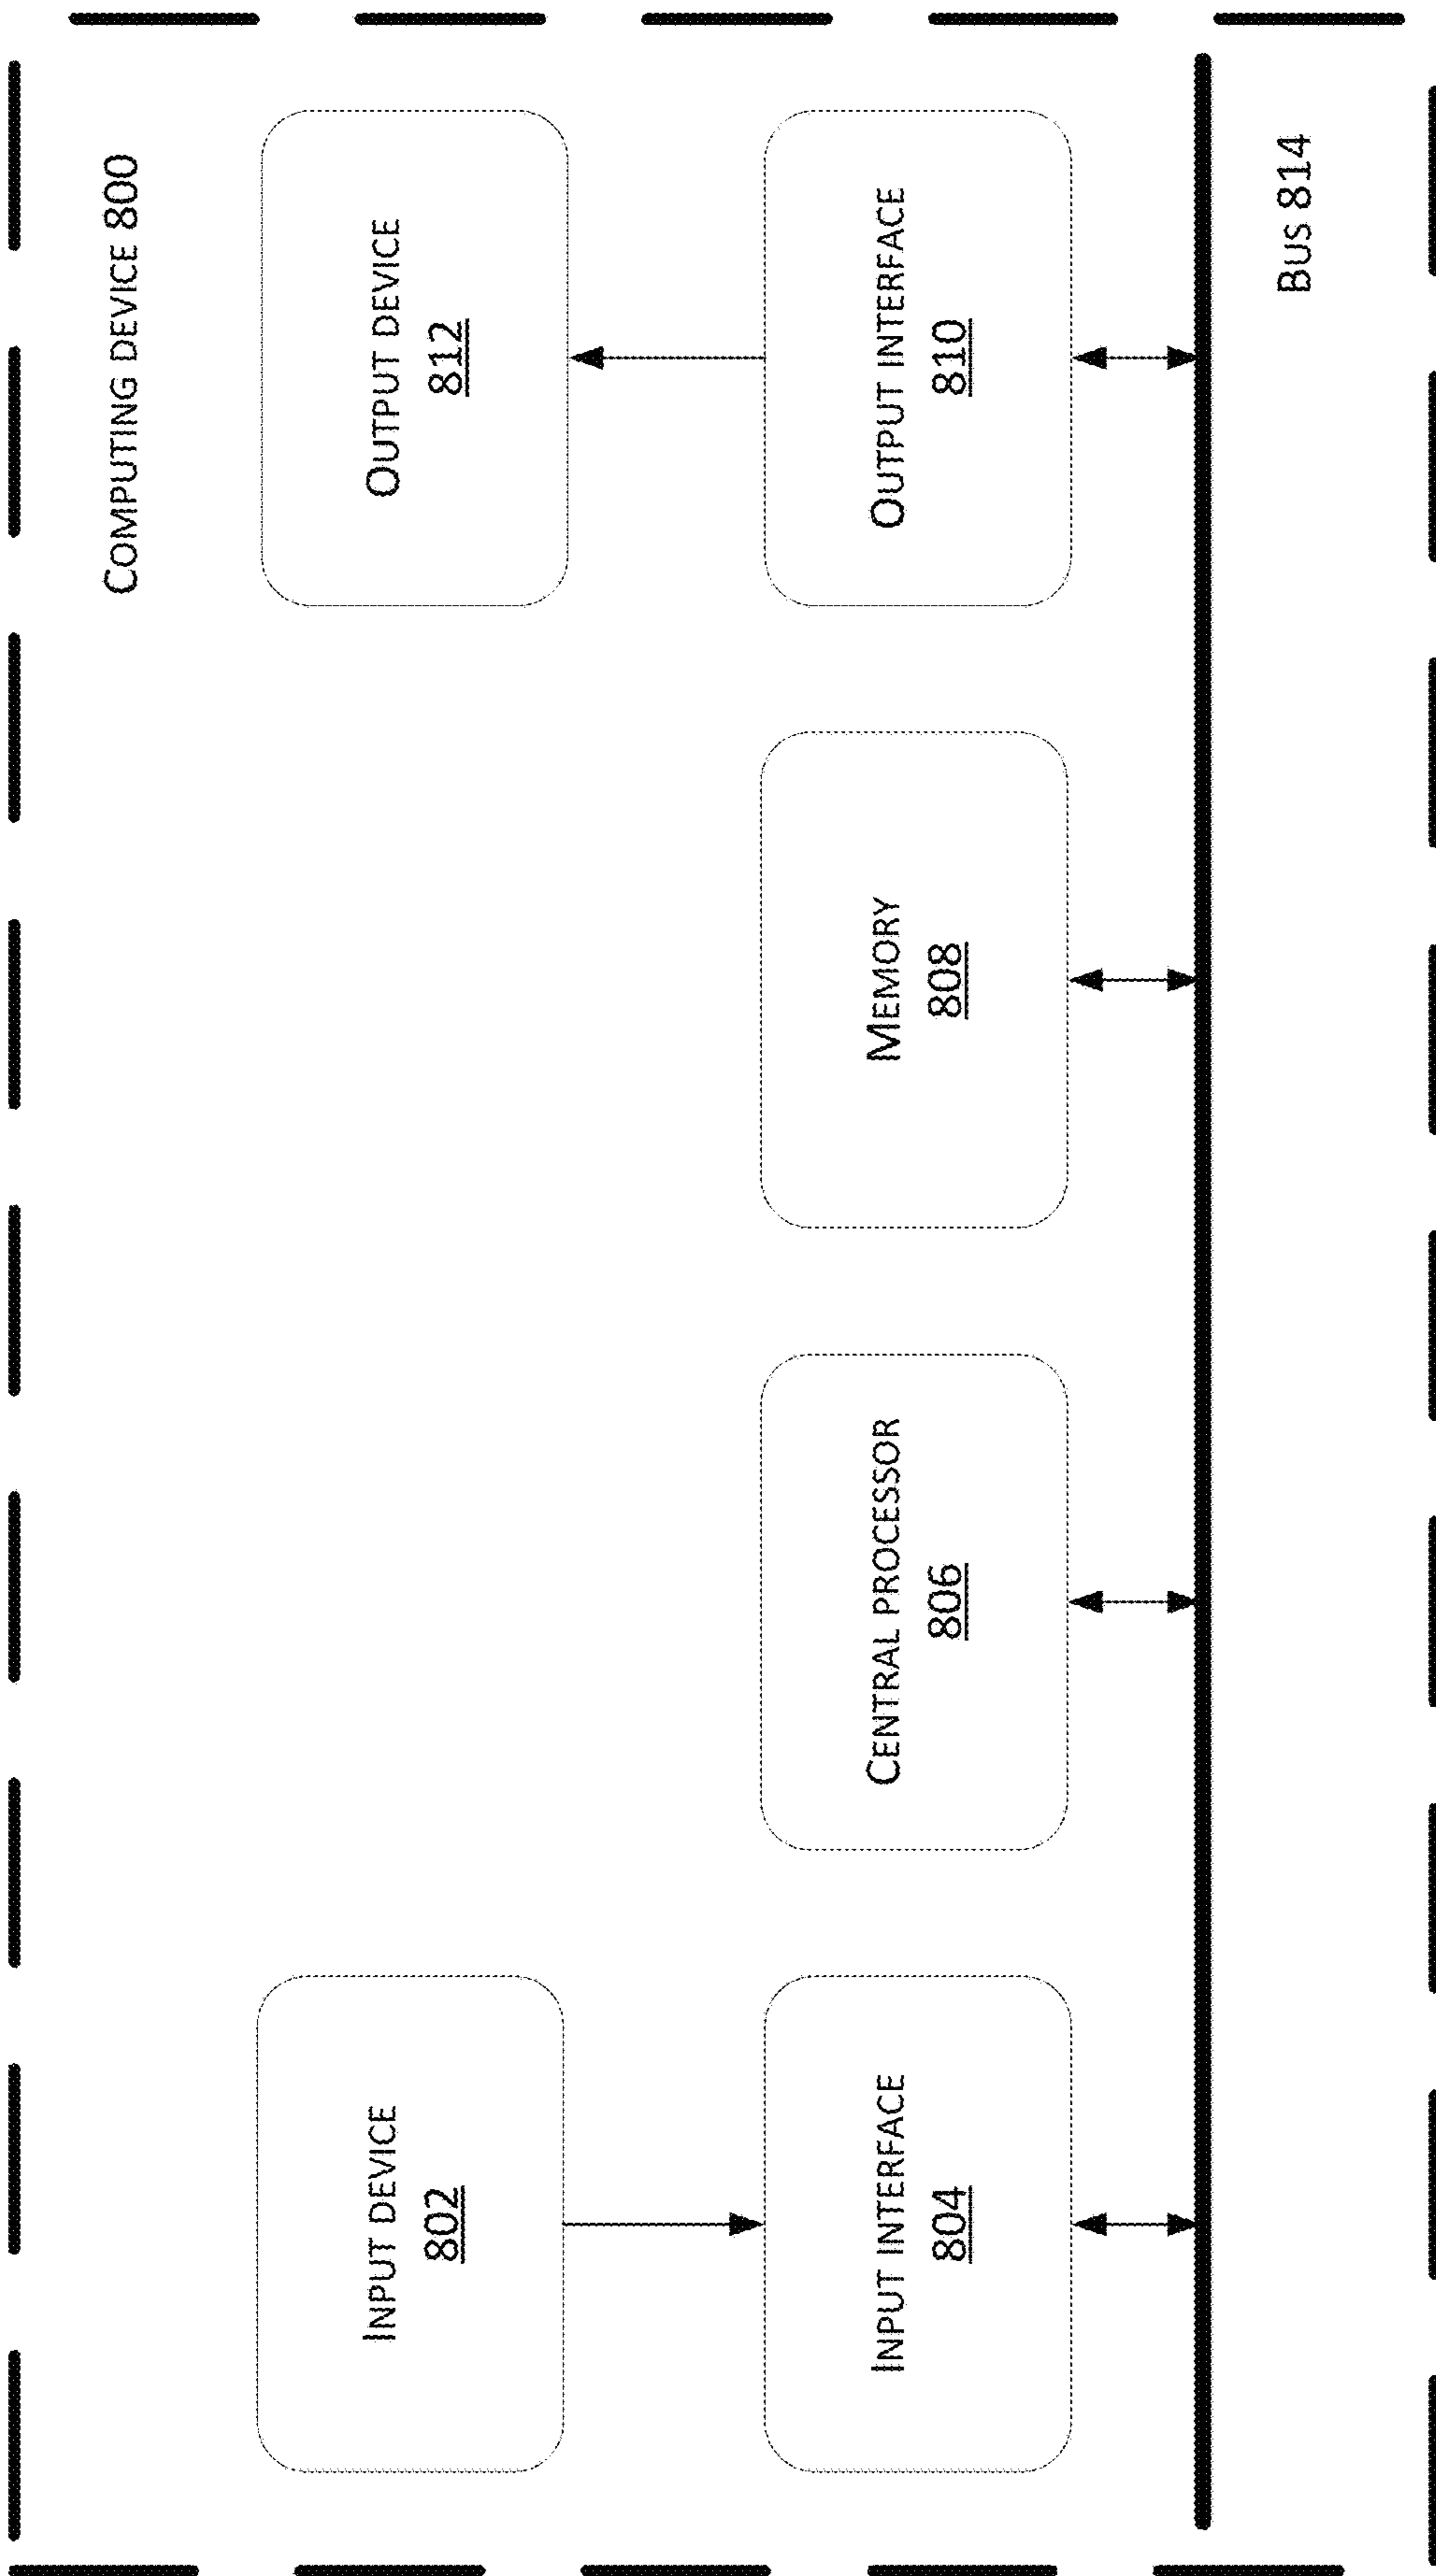 COMPUTING DEVICE 800
INPUT DEVICE
802
OUTPUT DEVICE
812
INPUT INTERFACE
804
CENTRAL PROCESSOR
806
MEMORY
808
OUTPUT INTERFACE
810
BUS 814